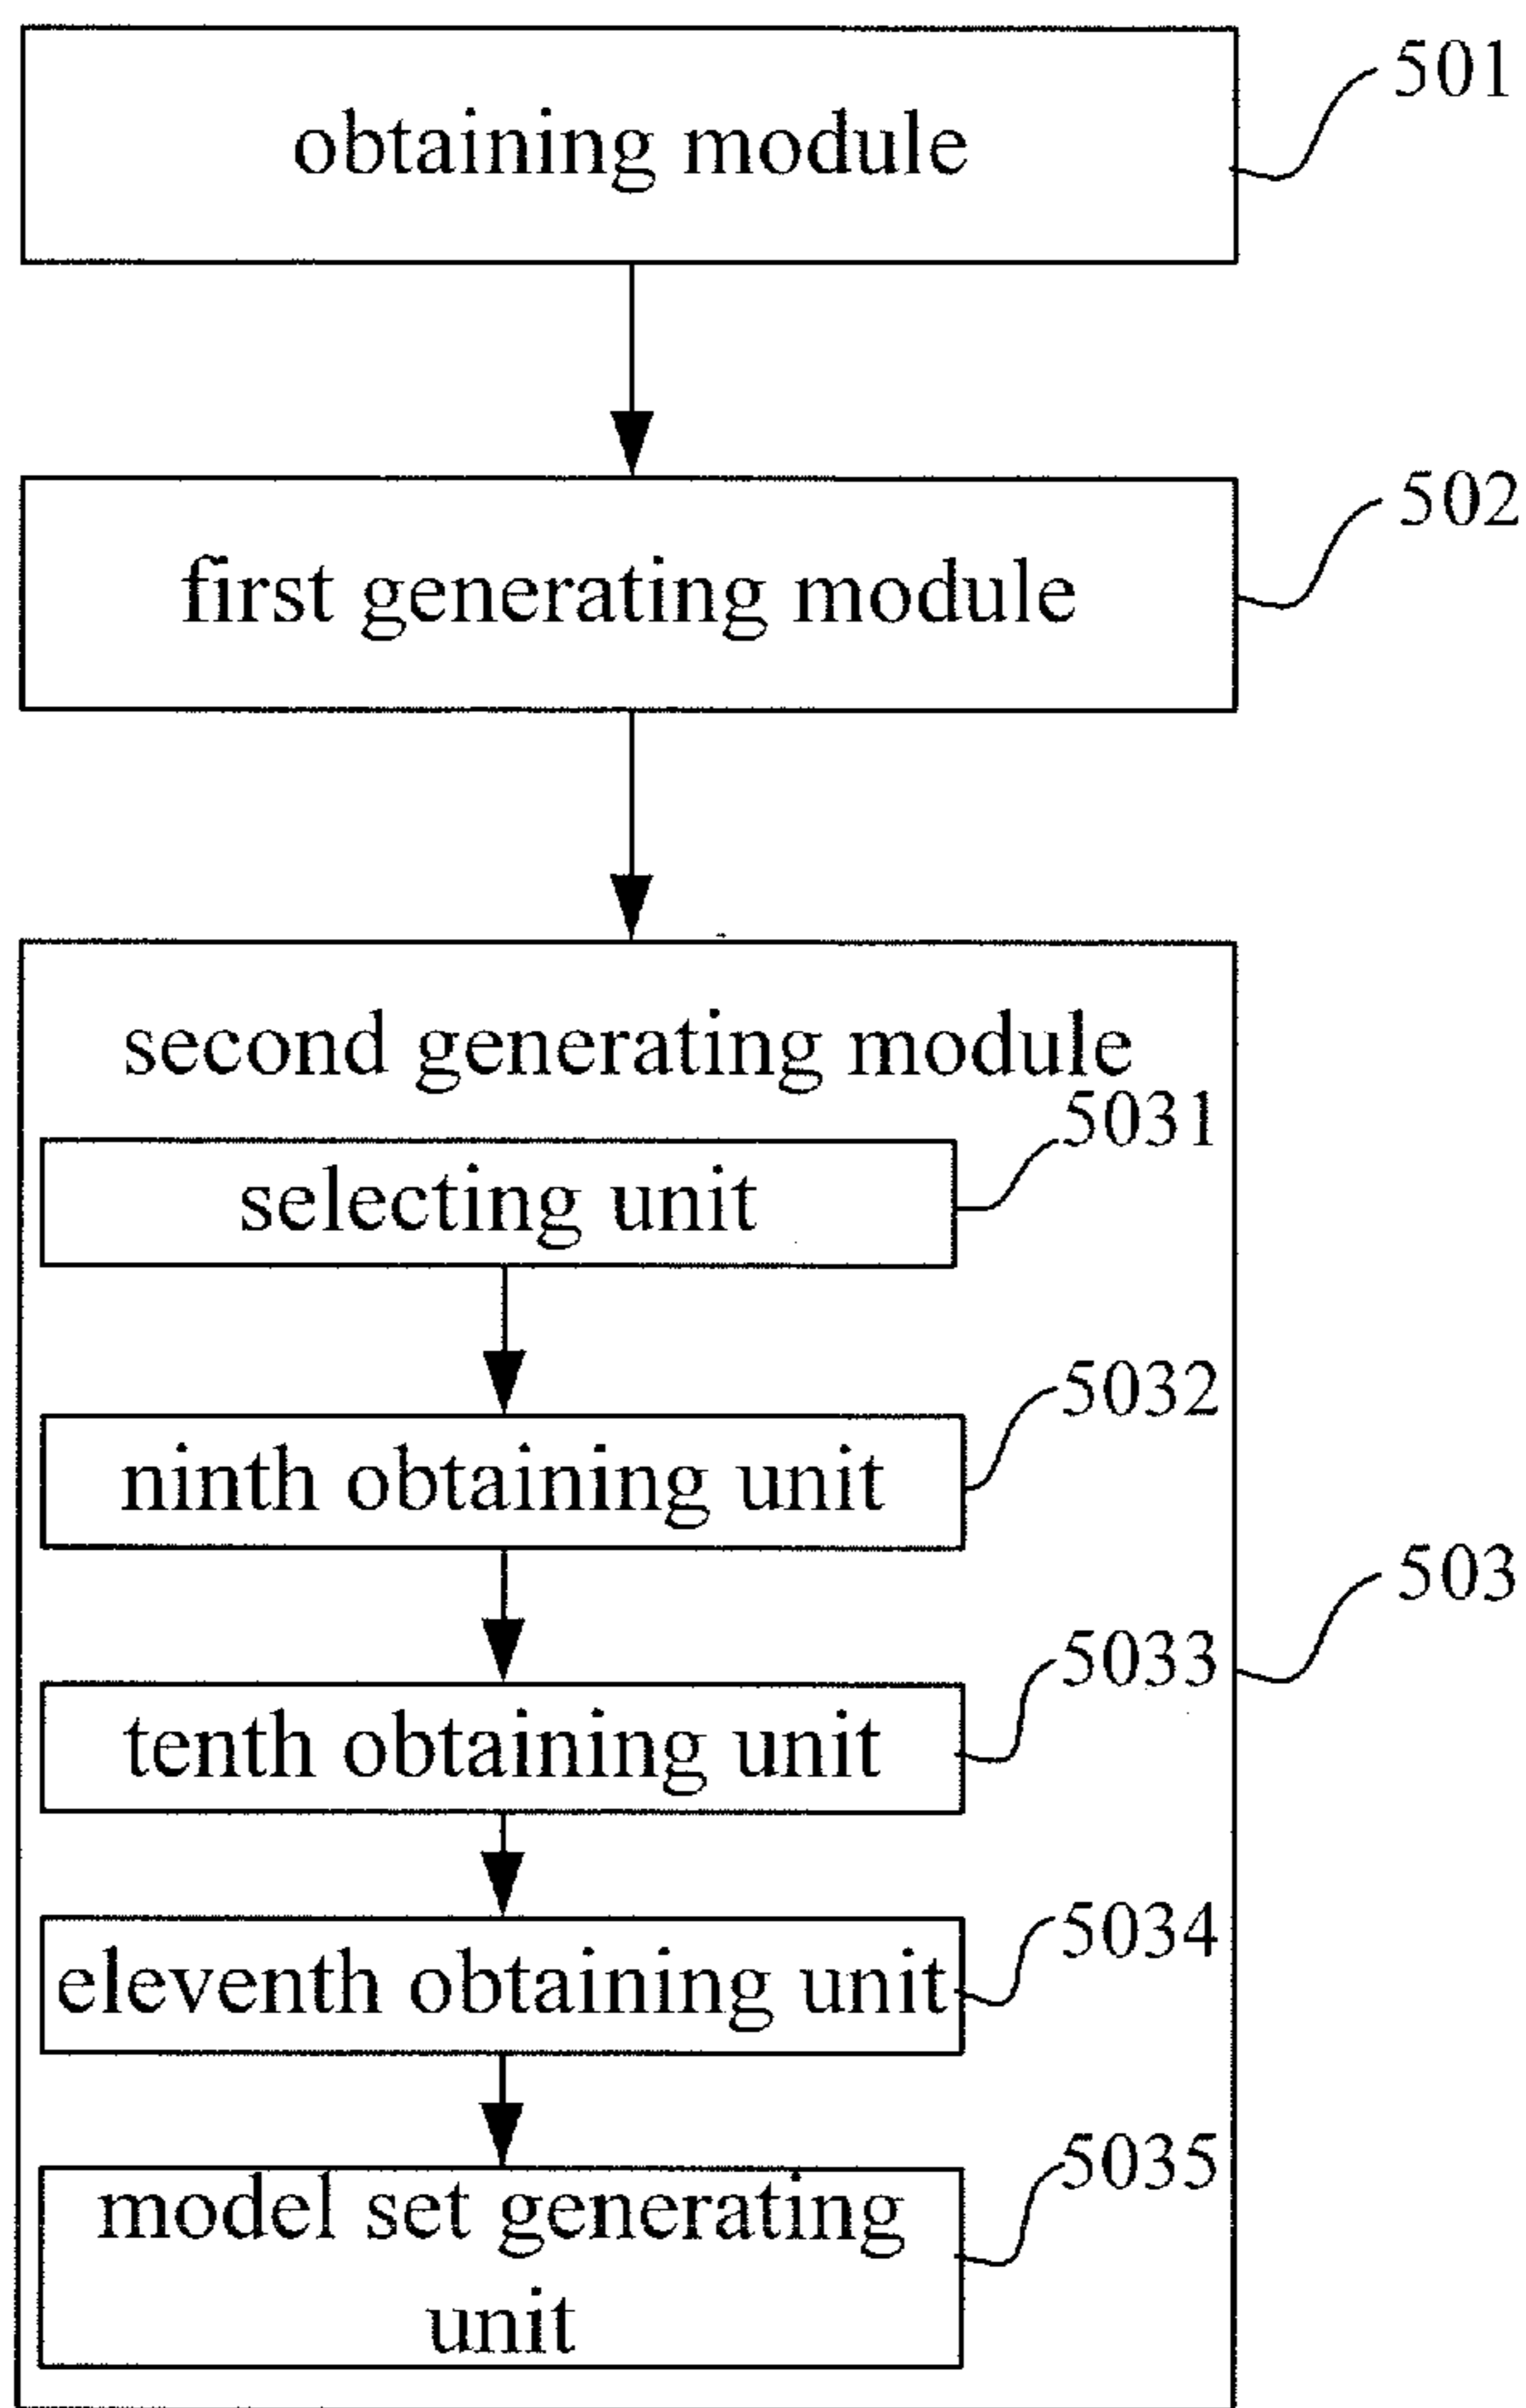 501
obtaining module
502
first generating module
second generating module
5031
selecting unit
5032
ninth obtaining unit
503
5033
tenth obtaining unit
5034
eleventh obtaining unit
5035
model set generating
unit